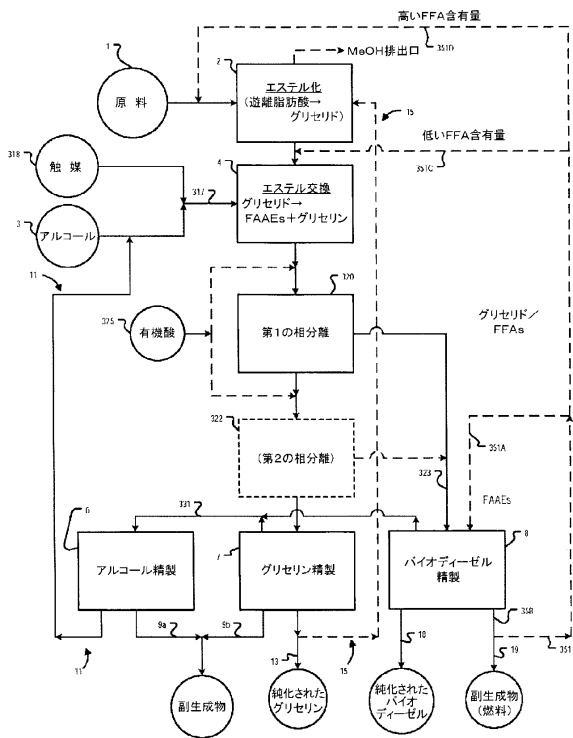 高いFFA含有量
351D
MeOH排出口
1
原料
2
エステル化
(遊離脂肪酸→
グリセリド)
15
318
触媒
317
3
アルコール
11
4
エステル交換
グリセリド→
FAAEs+グリセリン
低いFFA含有量
351C
320
第1の相分離
325
有機酸
グリセリド/
FFAs
322
(第2の相分離)
351A
323
FAAEs
331
6
アルコール精製
7
グリセリン精製
8
バイオディーゼル
精製
358
9a
9b
11
13
15
18
19
351
副生成物
純化された
グリセリン
純化された
バイオ
ディーゼル
副生成物
(燃料)